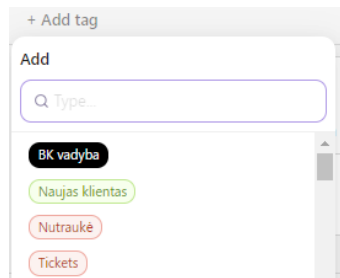 + Add tag
Add
Type...
BK vadyba
Naujas klientas
Nutraukė
Tickets